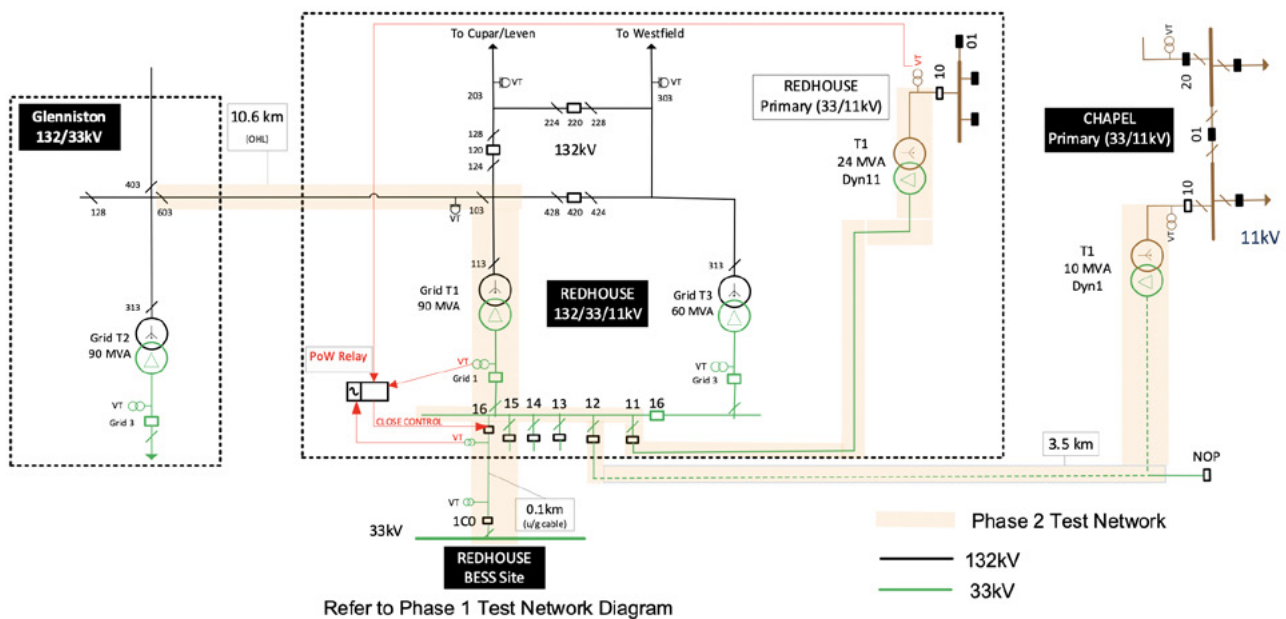 To Cupar/Leven
To Westfield
VT
01
VT
203
VT
303
VT
10
REDHOUSE
Primary (33/11kV)
20
Glenniston
132/33kV
10.6 km
(OHL)
224
220
228
128
120
124
132kV
T1
24 MVA
Dyn11
CHAPEL
Primary (33/11kV)
01
403
128
603
VT
103
428
420
424
10
VT
11kV
T1
10 MVA
Dyn1
113
313
313
Grid T1
90 MVA
REDHOUSE
132/33/11kV
Grid T3
60 MVA
Grid T2
90 MVA
PoW Relay
VT
Grid 1
VT
Grid 3
VT
Grid 3
16
15
14
13
12
11
16
CLOSE CONTROL
VT
3.5 km
NOP
VT
0.1km
(u/g cable)
1C0
33kV
Phase 2 Test Network
REDHOUSE
BESS Site
132kV
33kV
Refer to Phase 1 Test Network Diagram